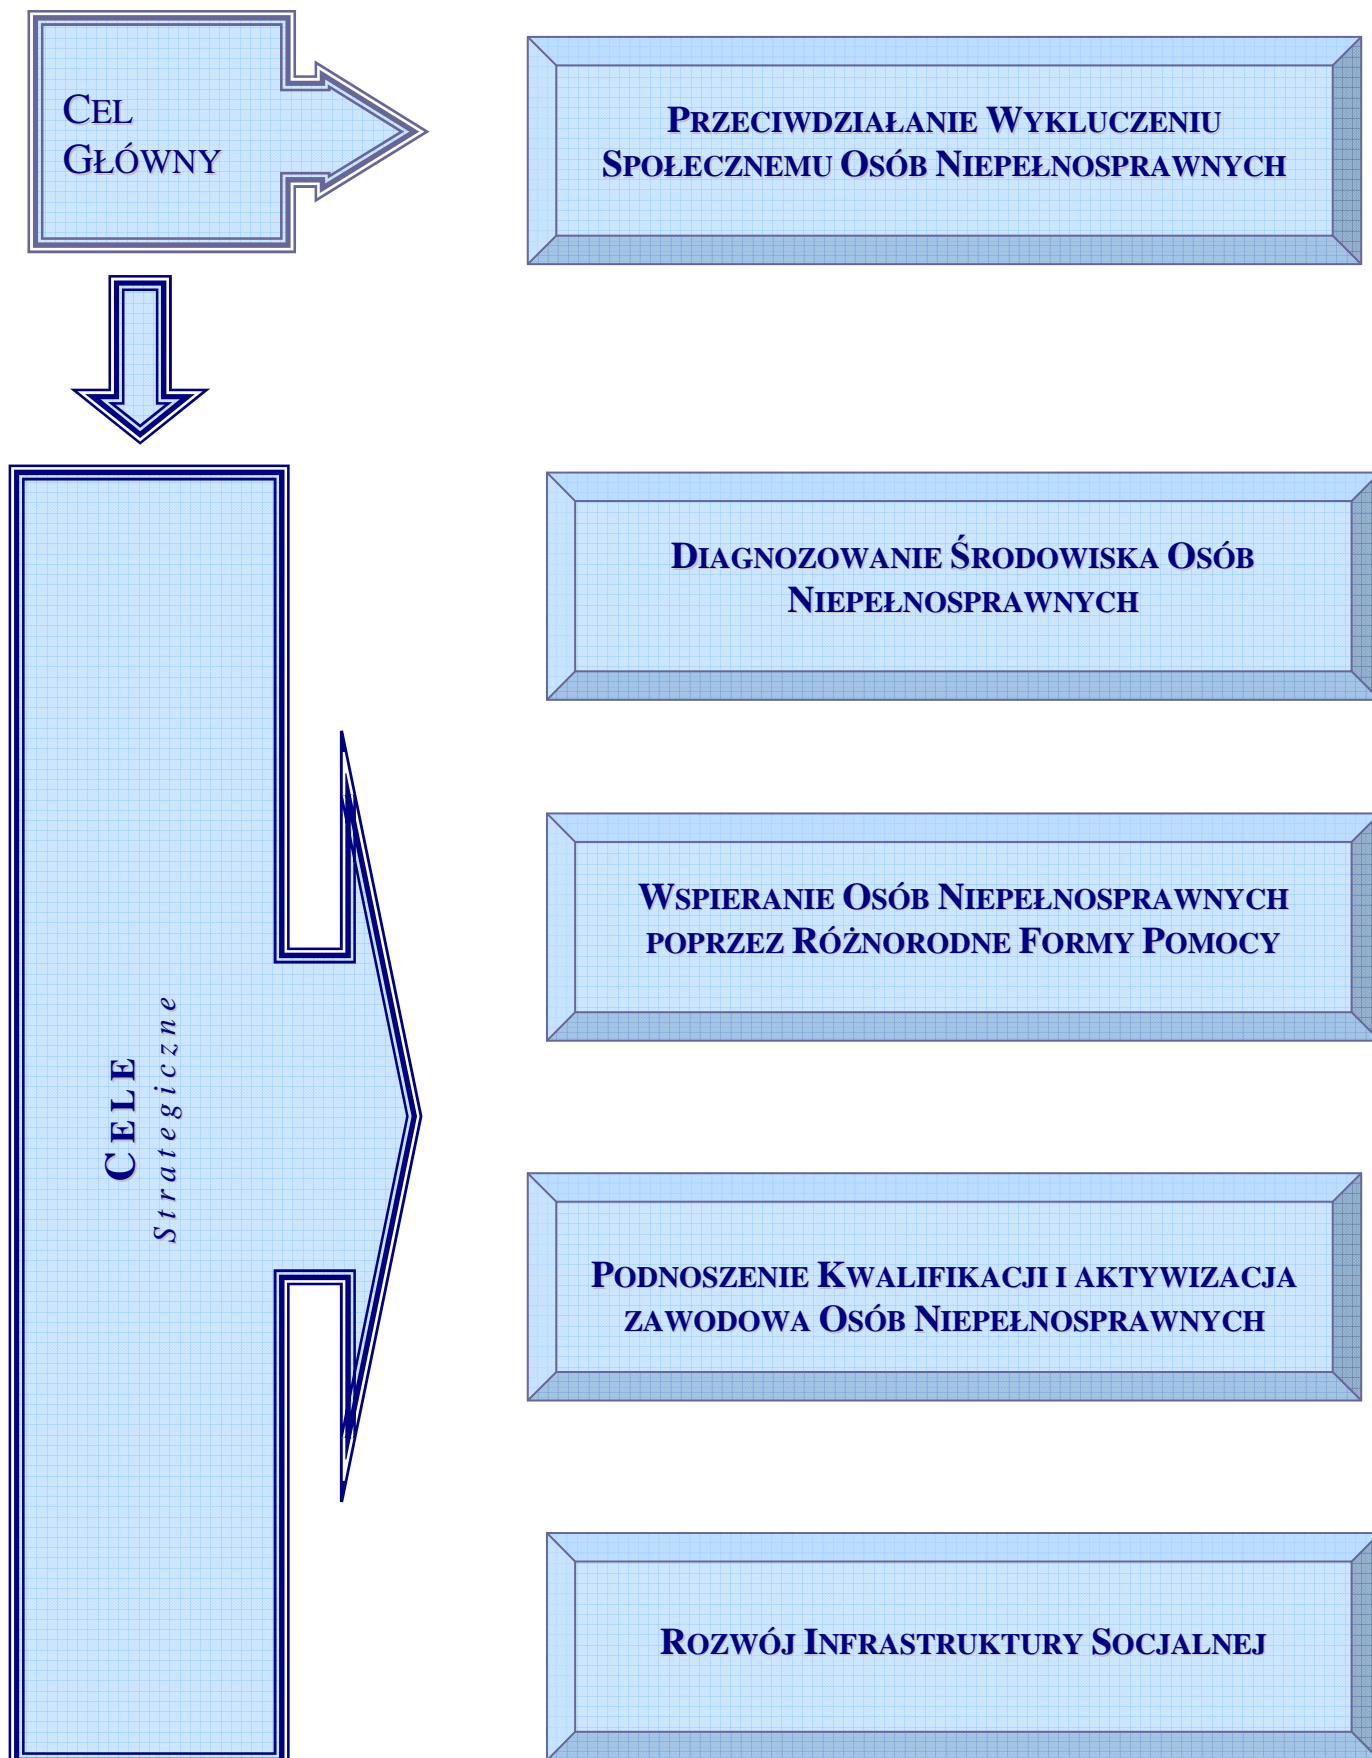 CEL
GŁÓWNY
PRZECIWDZIAŁANIE WYKLUCZENIU
SPOŁECZNEMU OSÓB NIEPEŁNOSPRAWNYCH
DIAGNOZOWANIE ŚRODOWISKA OSÓB
NIEPEŁNOSPRAWNYCH
CELE
Strategiczne
WSPIERANIE OSÓB NIEPEŁNOSPRAWNYCH
POPRZEZ RÓŻNORODNE FORMY POMOCY
PODNOSZENIE KWALIFIKACJI I AKTYWIZACJA
ZAWODOWA OSÓB NIEPEŁNOSPRAWNYCH
ROZWÓJ INFRASTRUKTURY SOCJALNEJ